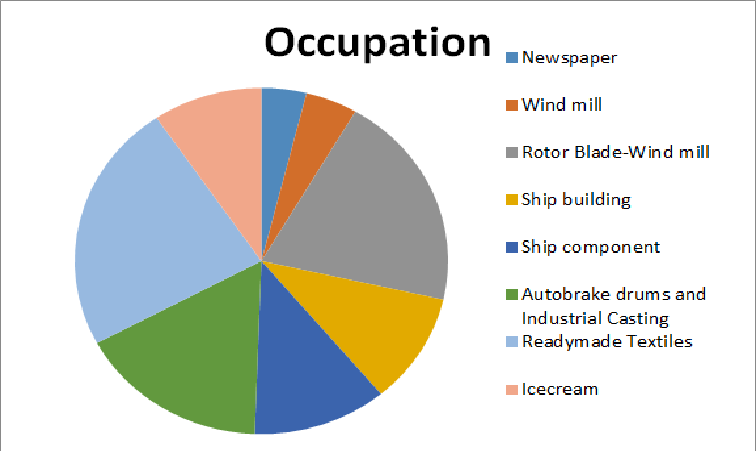 Occupation
Newspaper
Wind mill
Rotor Blade-Wind mill
Ship building
Ship component
Autobrake drums and
Industrial Casting
Readymade Textiles
Icecream